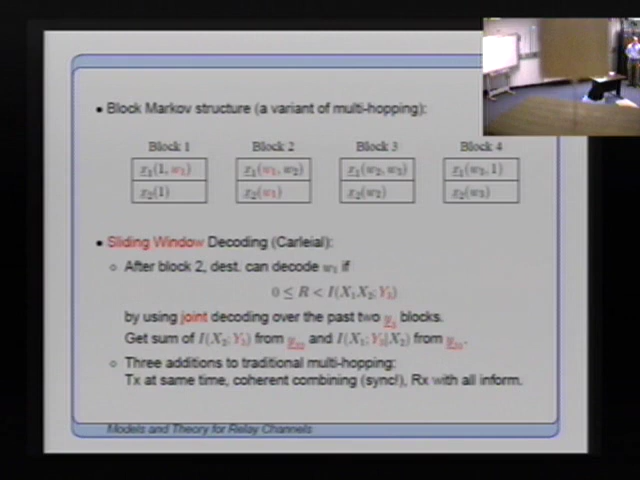 • Block Markov structure (a variant of multi-hopping):
Block 1 Block 2 Block 3 Block 4
x₁(1, w₁) x₁(w₁, w₂) x₁(w₂, w₃) x₁(w₃, 1)
x₂(1) x₂(w₁) x₂(w₂) x₂(w₃)
• Sliding Window Decoding (Carleial):
○ After block 2, dest. can decode w₁ if
0 ≤ R < I(X₁X₂; Y₃)
by using joint decoding over the past two y₃ blocks.
Get sum of I(X₂; Y₃) from y₃₂ and I(X₁; Y₃|X₂) from y₃₁.
○ Three additions to traditional multi-hopping:
Tx at same time, coherent combining (sync!), Rx with all inform.
Models and Theory for Relay Channels